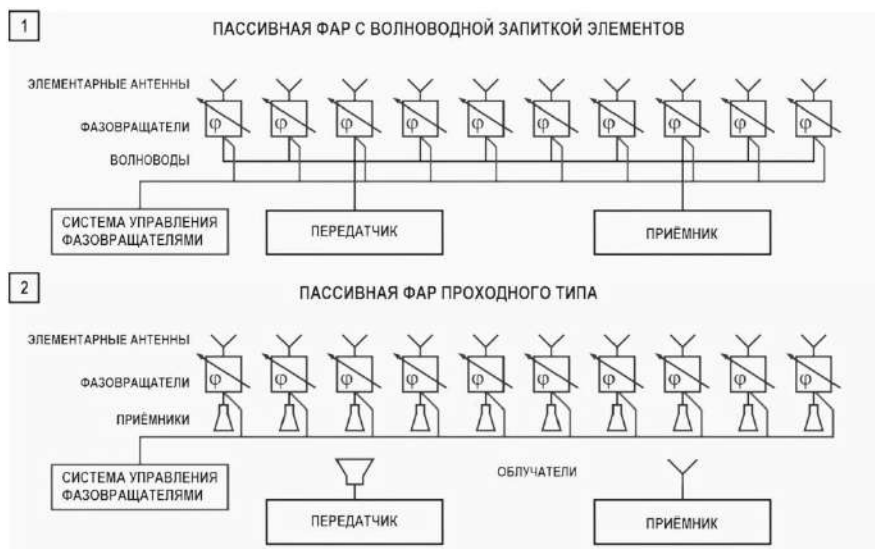 1
ПАССИВНАЯ ФАР С ВОЛНОВОДНОЙ ЗАПИТКОЙ ЭЛЕМЕНТОВ
ЭЛЕМЕНТАРНЫЕ АНТЕННЫ
ФАЗОВРАЩАТЕЛИ
φ φ φ φ φ φ φ φ φ φ
ВОЛНОВОДЫ
СИСТЕМА УПРАВЛЕНИЯ
ФАЗОВРАЩАТЕЛЯМИ
ПЕРЕДАТЧИК
ПРИЁМНИК
2
ПАССИВНАЯ ФАР ПРОХОДНОГО ТИПА
ЭЛЕМЕНТАРНЫЕ АНТЕННЫ
ФАЗОВРАЩАТЕЛИ
φ φ φ φ φ φ φ φ φ φ
ПРИЁМНИКИ
СИСТЕМА УПРАВЛЕНИЯ
ФАЗОВРАЩАТЕЛЯМИ
ОБЛУЧАТЕЛИ
ПЕРЕДАТЧИК
ПРИЁМНИК